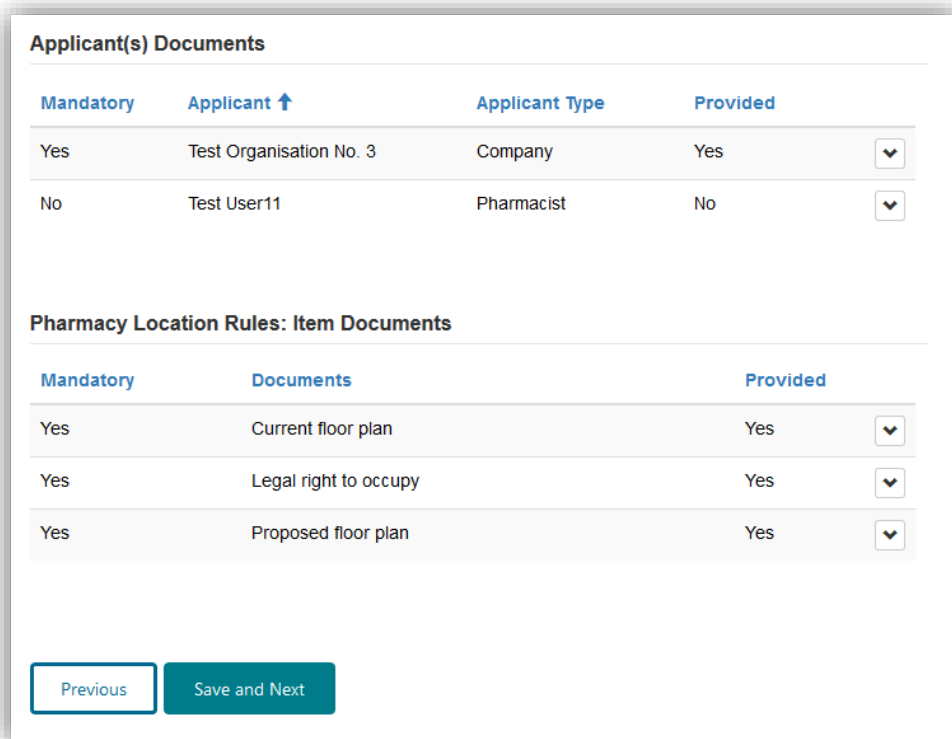 Applicant(s) Documents
Mandatory Applicant Applicant Type Provided
Yes Test Organisation No. 3 Company Yes
No Test User11 Pharmacist No
Pharmacy Location Rules: Item Documents
Mandatory Documents Provided
Yes Current floor plan Yes
Yes Legal right to occupy Yes
Yes Proposed floor plan Yes
Previous Save and Next